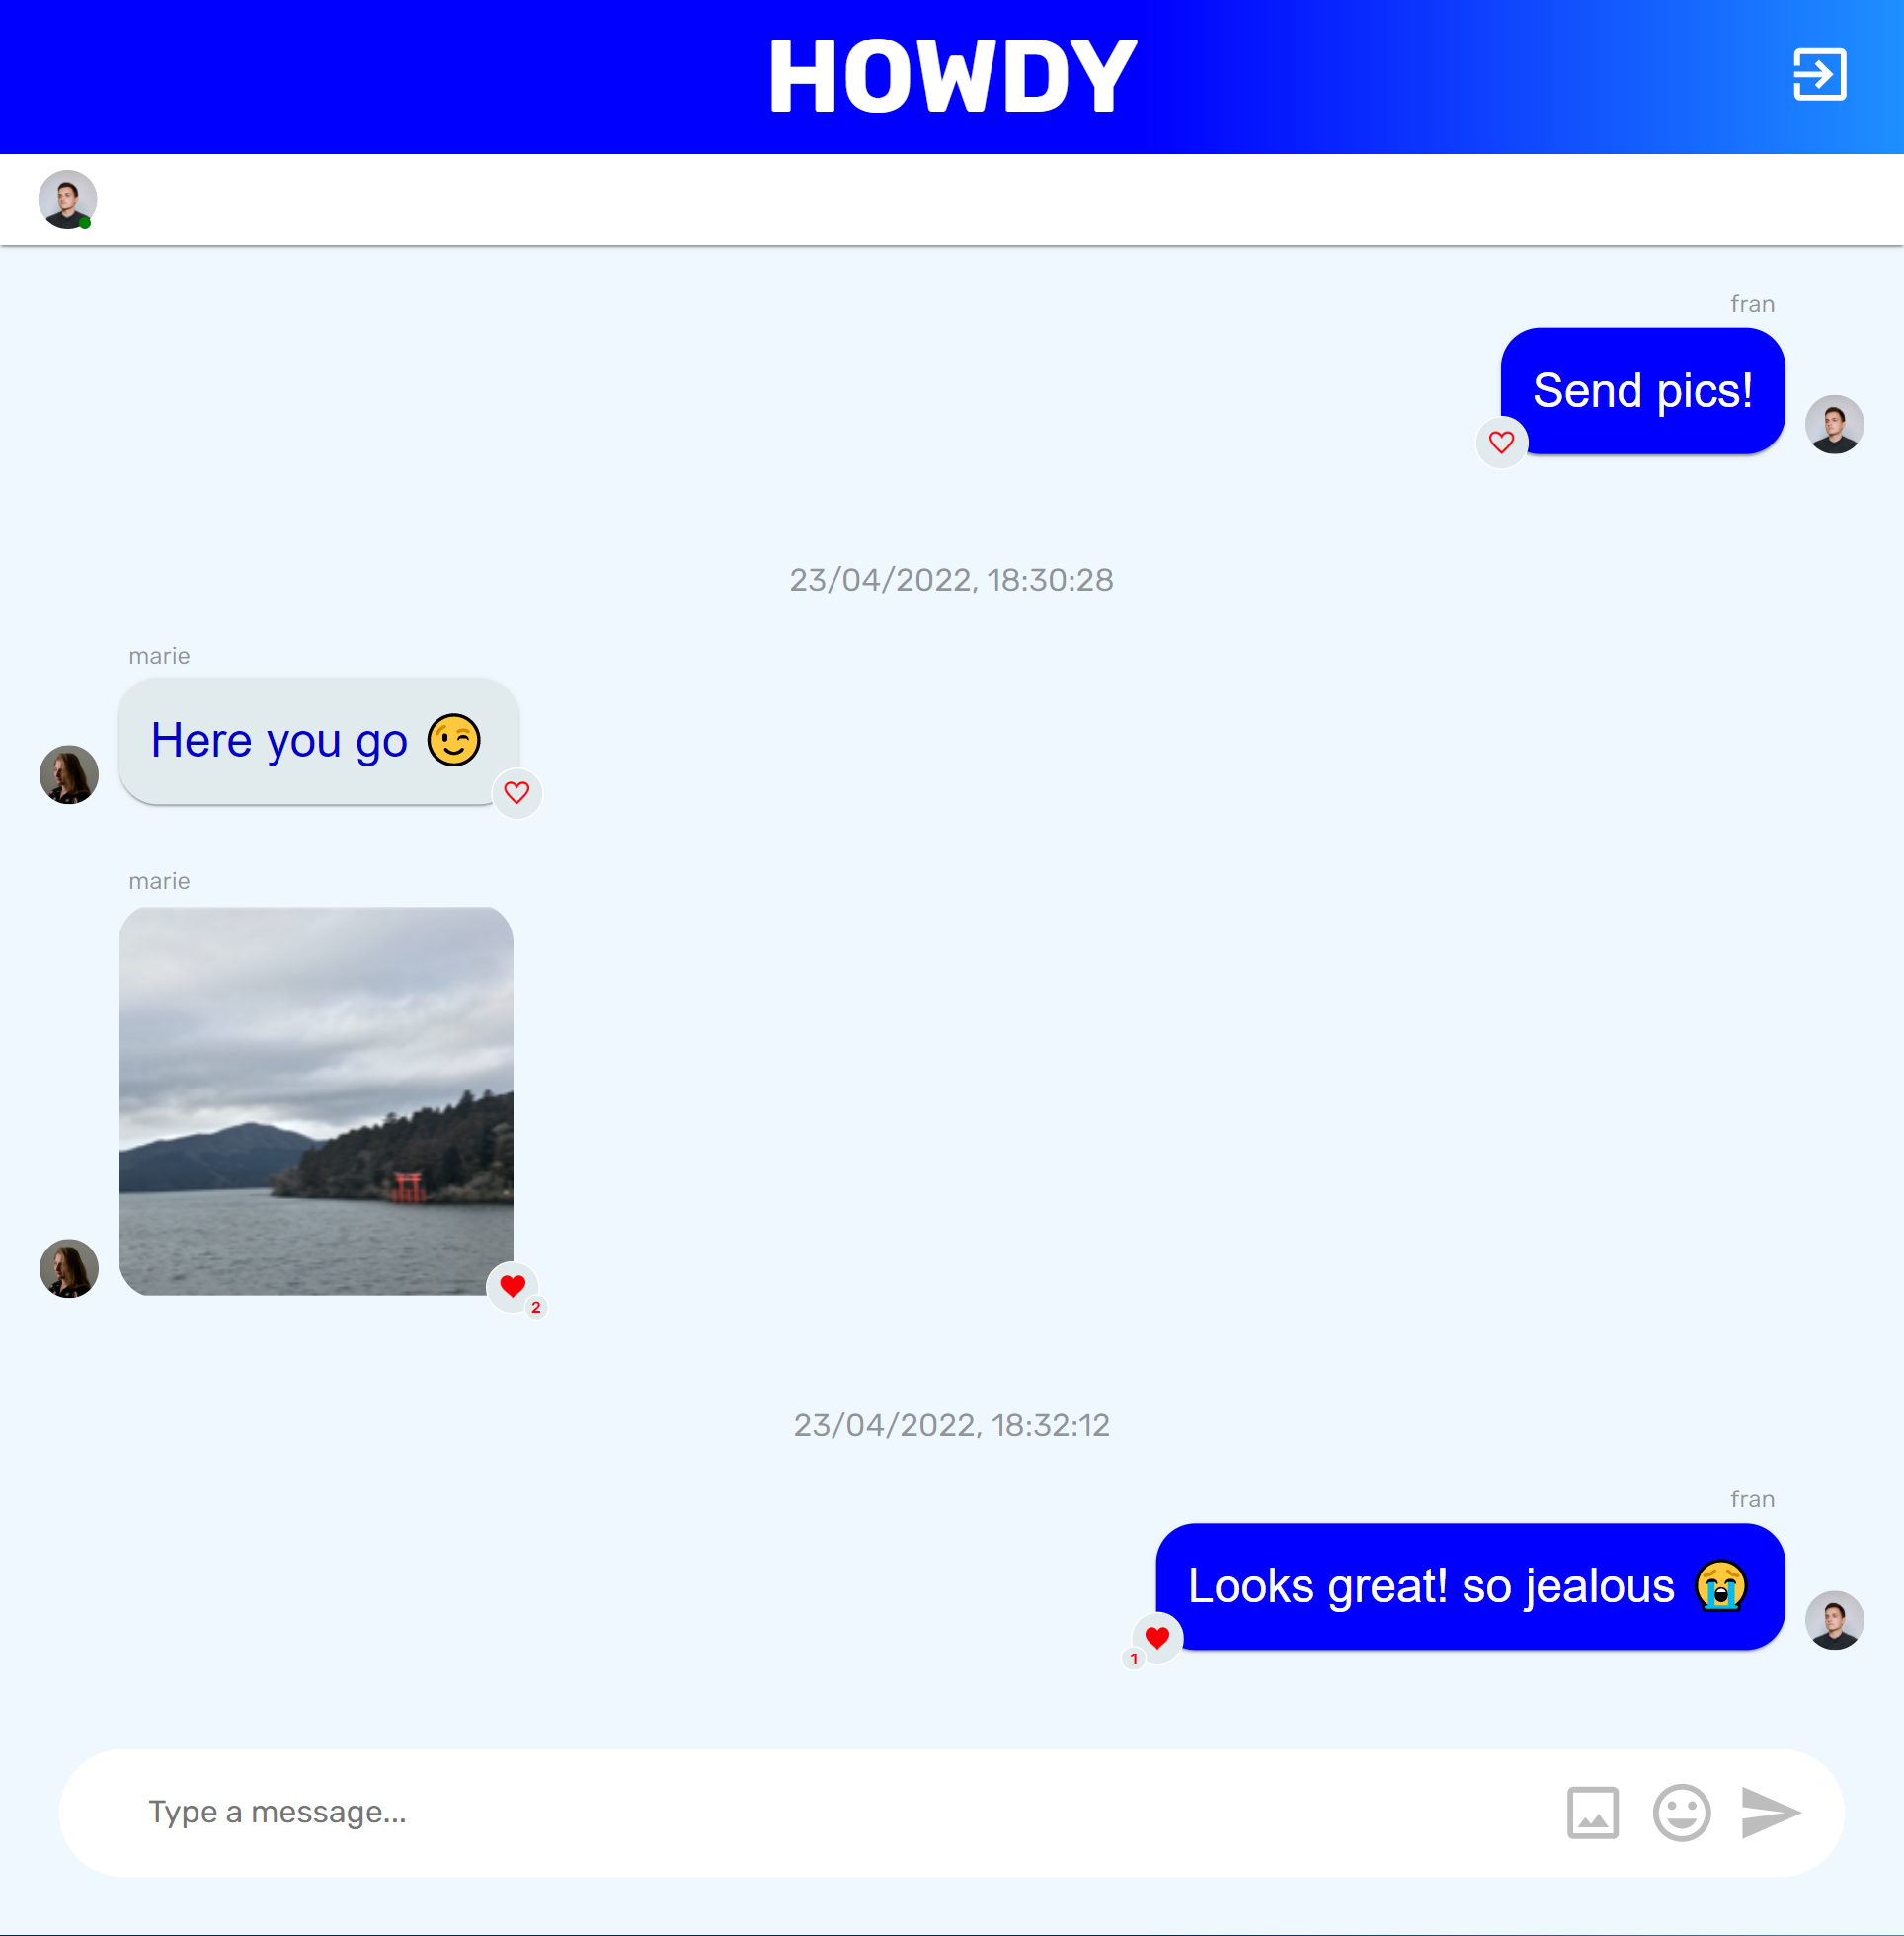 HOWDY
fran
Send pics!
23/04/2022, 18:30:28
marie
Here you go 😉
marie
2
23/04/2022, 18:32:12
fran
Looks great! so jealous 😭
1
Type a message...